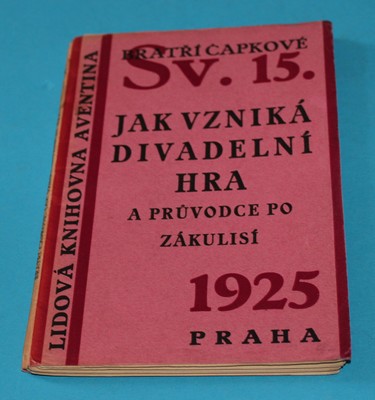 BRATŘÍ ČAPKOVÉ
Sv. 15.
JAK VZNIKÁ
DIVADELNÍ
HRA
A PRŮVODCE PO
ZÁKULISÍ
1925
PRAHA
LIDOVÁ KNIHOVNA AVENTINA